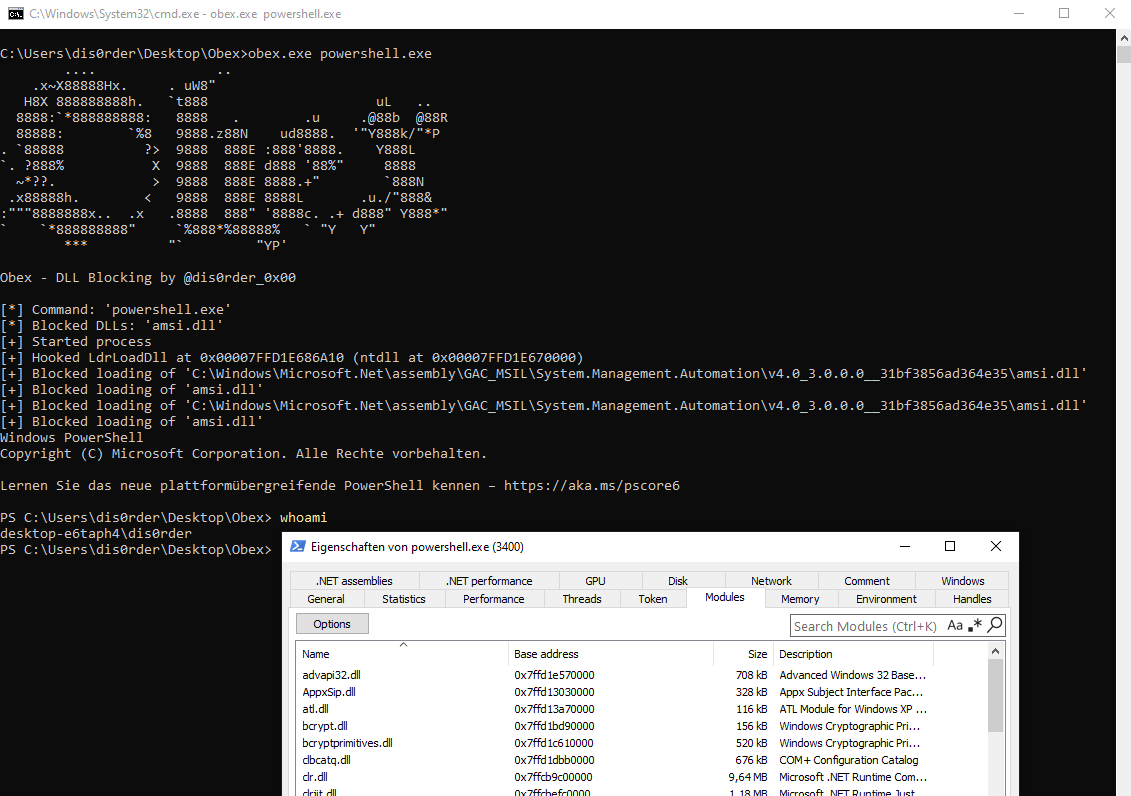 C:\Windows\System32\cmd.exe - obex.exe  powershell.exe
C:\Users\dis0rder\Desktop\Obex>obex.exe powershell.exe
Obex - DLL Blocking by @dis0rder_0x00
[*] Command: 'powershell.exe'
[*] Blocked DLLs: 'amsi.dll'
[+] Started process
[+] Hooked LdrLoadDll at 0x00007FFD1E686A10 (ntdll at 0x00007FFD1E670000)
[+] Blocked loading of 'C:\Windows\Microsoft.Net\assembly\GAC_MSIL\System.Management.Automation\v4.0_3.0.0.0__31bf3856ad364e35\amsi.dll'
[+] Blocked loading of 'amsi.dll'
[+] Blocked loading of 'C:\Windows\Microsoft.Net\assembly\GAC_MSIL\System.Management.Automation\v4.0_3.0.0.0__31bf3856ad364e35\amsi.dll'
[+] Blocked loading of 'amsi.dll'
Windows PowerShell
Copyright (C) Microsoft Corporation. Alle Rechte vorbehalten.
Lernen Sie das neue plattformübergreifende PowerShell kennen – https://aka.ms/pscore6
PS C:\Users\dis0rder\Desktop\Obex> whoami
desktop-e6taph4\dis0rder
PS C:\Users\dis0rder\Desktop\Obex>
Eigenschaften von powershell.exe (3400)
.NET assemblies .NET performance GPU Disk Network Comment Windows
General Statistics Performance Threads Token Modules Memory Environment Handles
Options Search Modules (Ctrl+K) Aa .*
Name Base address Size Description
advapi32.dll 0x7ffd1e570000 708 kB Advanced Windows 32 Base...
AppxSip.dll 0x7ffd13030000 328 kB Appx Subject Interface Pac...
atl.dll 0x7ffd13a70000 116 kB ATL Module for Windows XP ...
bcrypt.dll 0x7ffd1bd90000 156 kB Windows Cryptographic Pri...
bcryptprimitives.dll 0x7ffd1c610000 520 kB Windows Cryptographic Pri...
clbcatq.dll 0x7ffd1dbb0000 676 kB COM+ Configuration Catalog
clr.dll 0x7ffcb9c00000 9,64 MB Microsoft .NET Runtime Com...
clrjit.dll 0x7ffcbefc0000 1,18 MB Microsoft .NET Runtime Just...